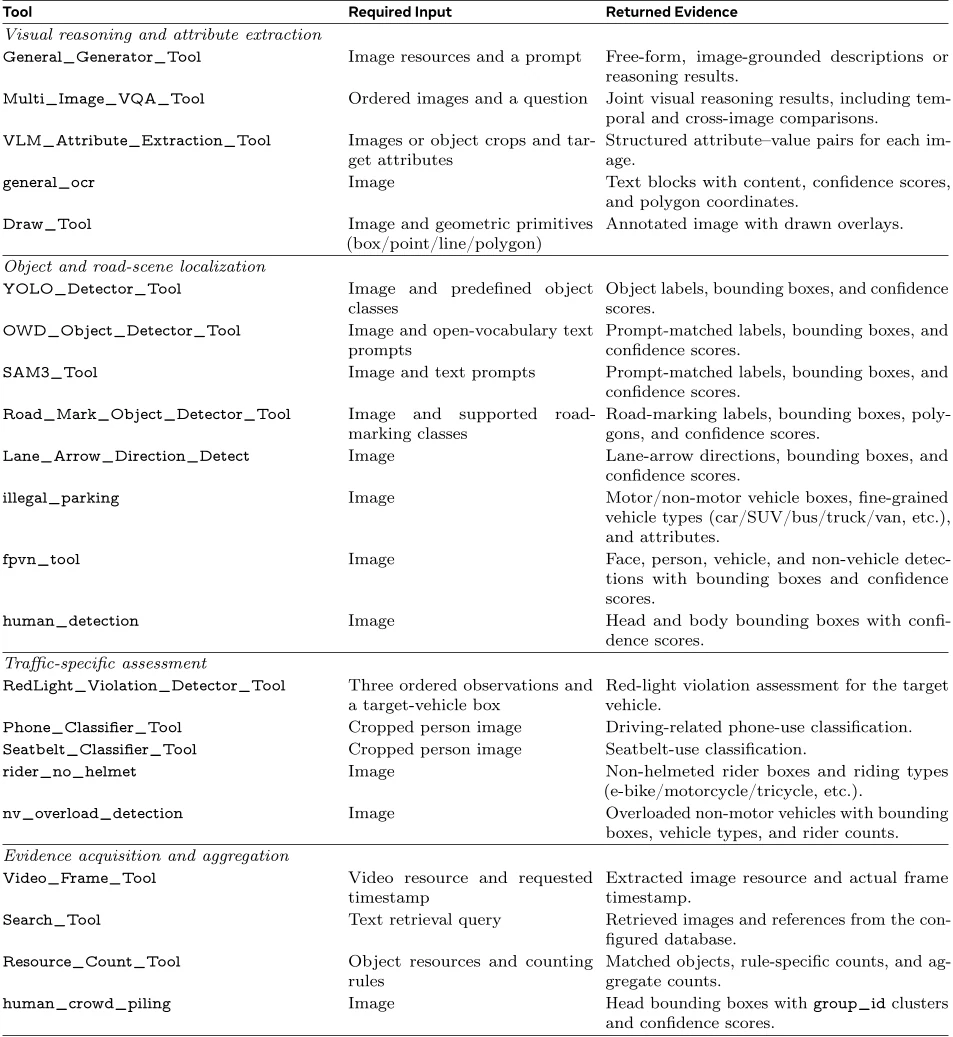 Tool Required Input Returned Evidence
Visual reasoning and attribute extraction
General_Generator_Tool Image resources and a prompt Free-form, image-grounded descriptions or
reasoning results.
Multi_Image_VQA_Tool Ordered images and a question Joint visual reasoning results, including tem-
poral and cross-image comparisons.
VLM_Attribute_Extraction_Tool Images or object crops and tar- Structured attribute–value pairs for each im-
get attributes age.
general_ocr Image Text blocks with content, confidence scores,
and polygon coordinates.
Draw_Tool Image and geometric primitives Annotated image with drawn overlays.
(box/point/line/polygon)
Object and road-scene localization
YOLO_Detector_Tool Image and predefined object Object labels, bounding boxes, and confidence
classes scores.
OWD_Object_Detector_Tool Image and open-vocabulary text Prompt-matched labels, bounding boxes, and
prompts confidence scores.
SAM3_Tool Image and text prompts Prompt-matched labels, bounding boxes, and
confidence scores.
Road_Mark_Object_Detector_Tool Image and supported road- Road-marking labels, bounding boxes, poly-
marking classes gons, and confidence scores.
Lane_Arrow_Direction_Detect Image Lane-arrow directions, bounding boxes, and
confidence scores.
illegal_parking Image Motor/non-motor vehicle boxes, fine-grained
vehicle types (car/SUV/bus/truck/van, etc.),
and attributes.
fpvn_tool Image Face, person, vehicle, and non-vehicle detec-
tions with bounding boxes and confidence
scores.
human_detection Image Head and body bounding boxes with confi-
dence scores.
Traffic-specific assessment
RedLight_Violation_Detector_Tool Three ordered observations and Red-light violation assessment for the target
a target-vehicle box vehicle.
Phone_Classifier_Tool Cropped person image Driving-related phone-use classification.
Seatbelt_Classifier_Tool Cropped person image Seatbelt-use classification.
rider_no_helmet Image Non-helmeted rider boxes and riding types
(e-bike/motorcycle/tricycle, etc.).
nv_overload_detection Image Overloaded non-motor vehicles with bounding
boxes, vehicle types, and rider counts.
Evidence acquisition and aggregation
Video_Frame_Tool Video resource and requested Extracted image resource and actual frame
timestamp timestamp.
Search_Tool Text retrieval query Retrieved images and references from the con-
figured database.
Resource_Count_Tool Object resources and counting Matched objects, rule-specific counts, and ag-
rules gregate counts.
human_crowd_piling Image Head bounding boxes with group_id clusters
and confidence scores.